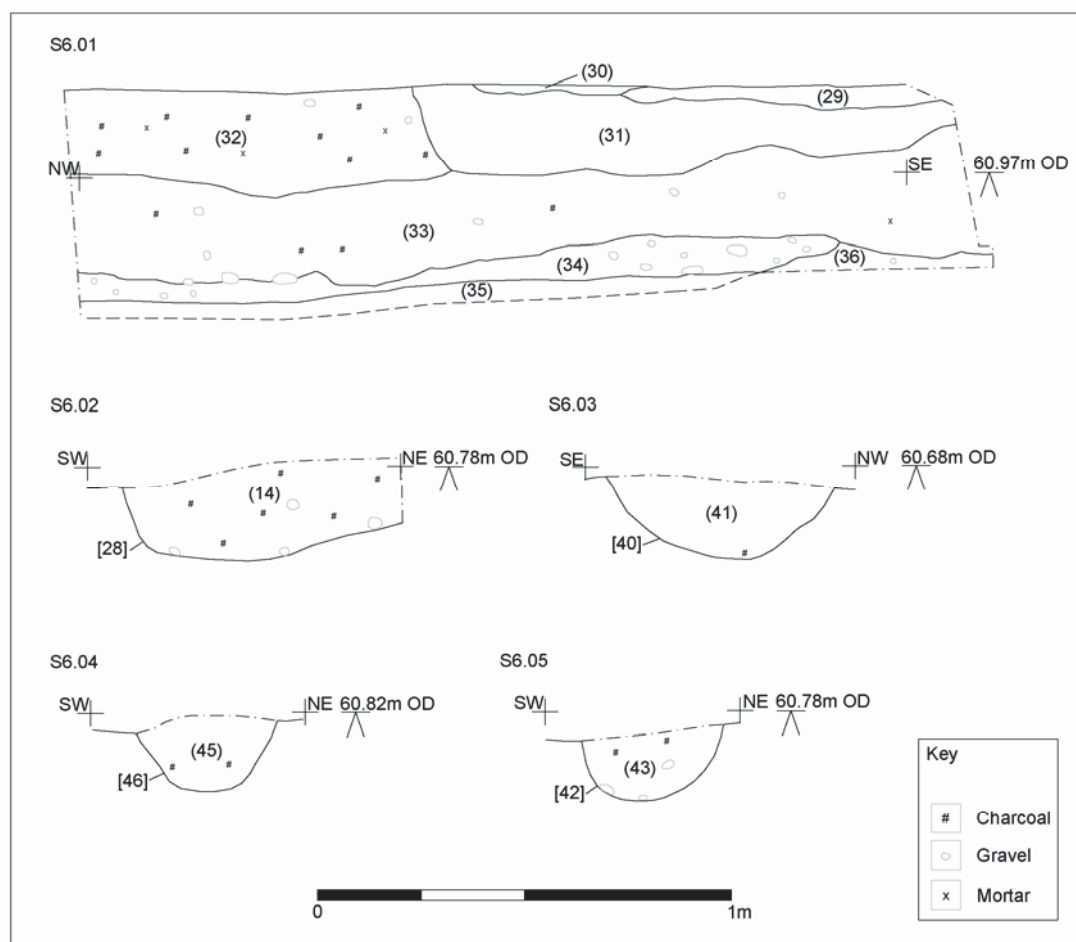 S6.01
(30)
(29)
(32)
(31)
NW
SE 60.97m OD
(33)
(34)
(36)
(35)
S6.02
S6.03
SW
NE 60.78m OD
SE
NW 60.68m OD
(14)
(41)
[28]
[40]
S6.04
S6.05
SW
NE 60.82m OD
SW
NE 60.78m OD
(45)
(43)
[46]
[42]
Key
# Charcoal
Gravel
x Mortar
0
1m